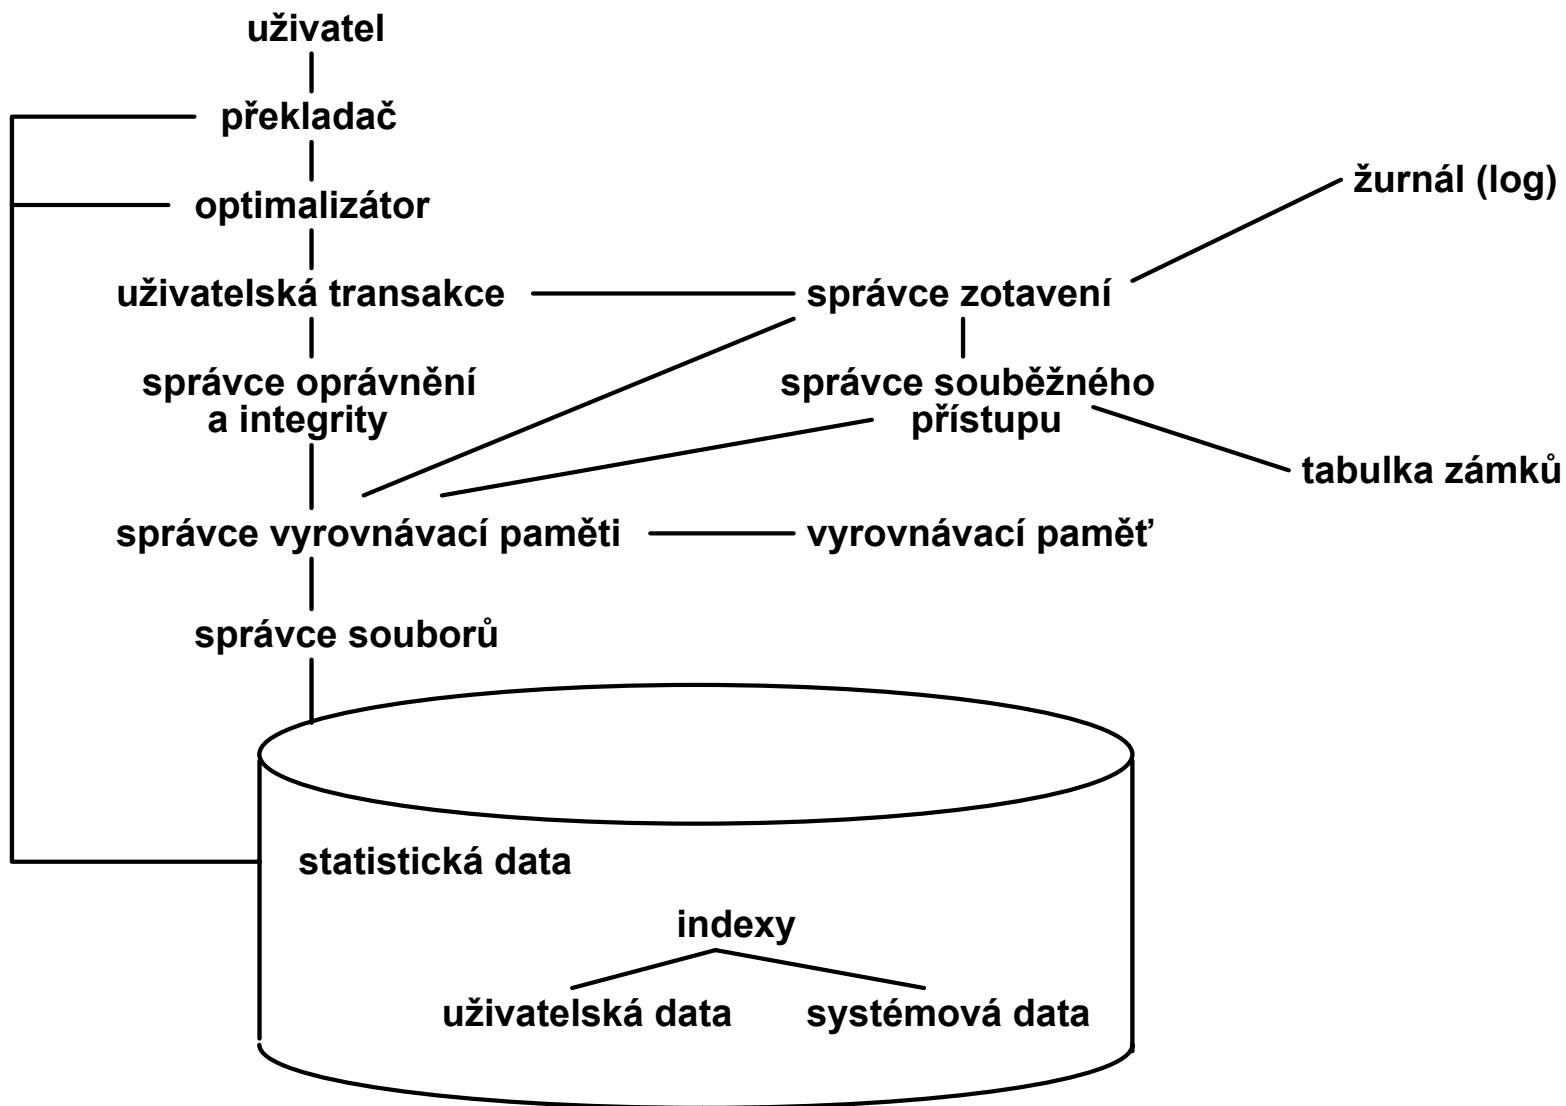 uživatel
překladač
optimalizátor
žurnál (log)
uživatelská transakce
správce zotavení
správce oprávnění
a integrity
správce souběžného
přístupu
tabulka zámků
správce vyrovnávací paměti
vyrovnávací paměť
správce souborů
statistická data
indexy
uživatelská data
systémová data